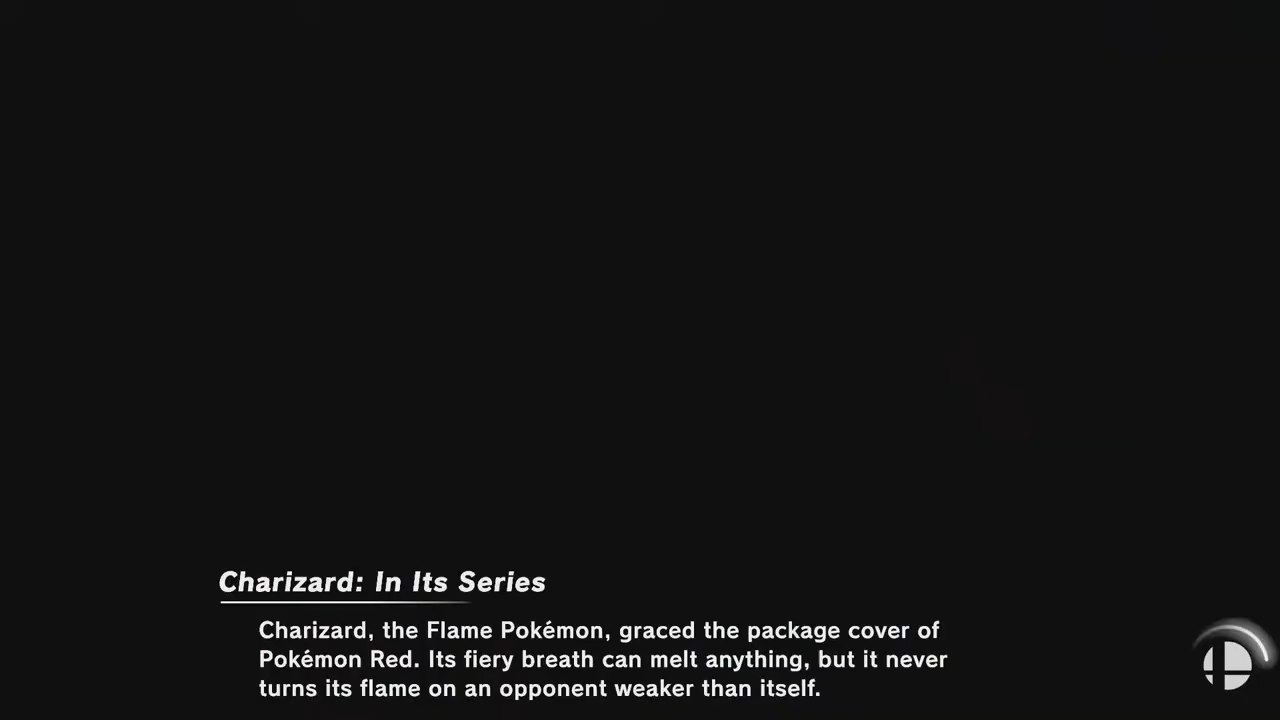 Charizard: In Its Series
Charizard, the Flame Pokémon, graced the package cover of
Pokémon Red. Its fiery breath can melt anything, but it never
turns its flame on an opponent weaker than itself.